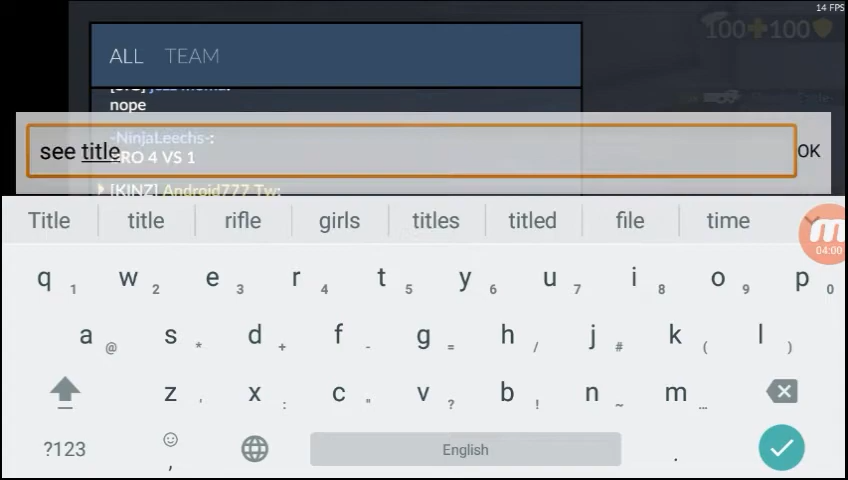 14 FPS
100 100
ALL TEAM
nope
-NinjaLeechs-:
RO 4 VS 1
see title
OK
[KINZ] Android777 Tw:
Title title rifle girls titles titled file time
04:00
q 1 w 2 e 3 r 4 t 5 y 6 u 7 i 8 o 9 p 0
a @ s * d + f - g = h / j # k ( l )
z ' x : c " v ? b ! n ~ m ...
?123 , English .